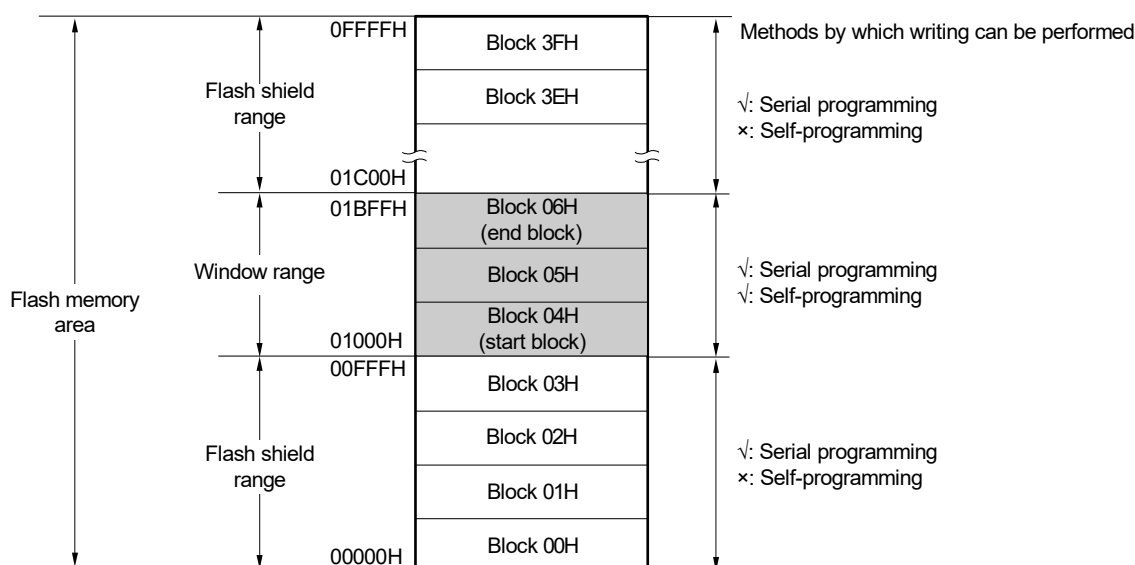 0FFFFH
Block 3FH
Methods by which writing can be performed
Flash shield
range
Block 3EH
√: Serial programming
×: Self-programming
01C00H
01BFFH
Block 06H
(end block)
Window range
Block 05H
√: Serial programming
√: Self-programming
Flash memory
area
Block 04H
(start block)
01000H
00FFFH
Block 03H
Flash shield
range
Block 02H
√: Serial programming
×: Self-programming
Block 01H
Block 00H
00000H